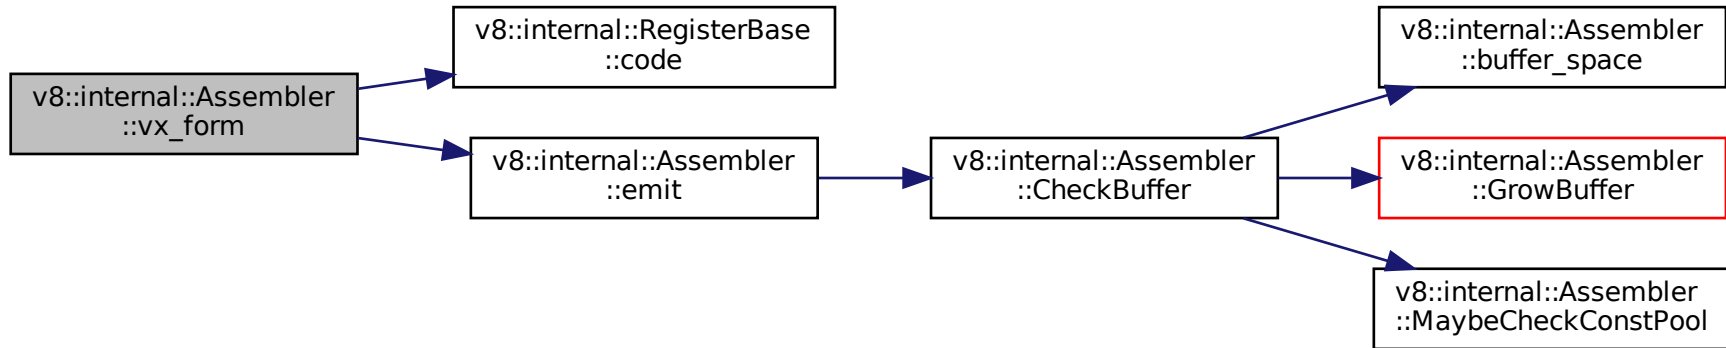 v8::internal::Assembler
::vx_form
v8::internal::RegisterBase
::code
v8::internal::Assembler
::emit
v8::internal::Assembler
::CheckBuffer
v8::internal::Assembler
::buffer_space
v8::internal::Assembler
::GrowBuffer
v8::internal::Assembler
::MaybeCheckConstPool